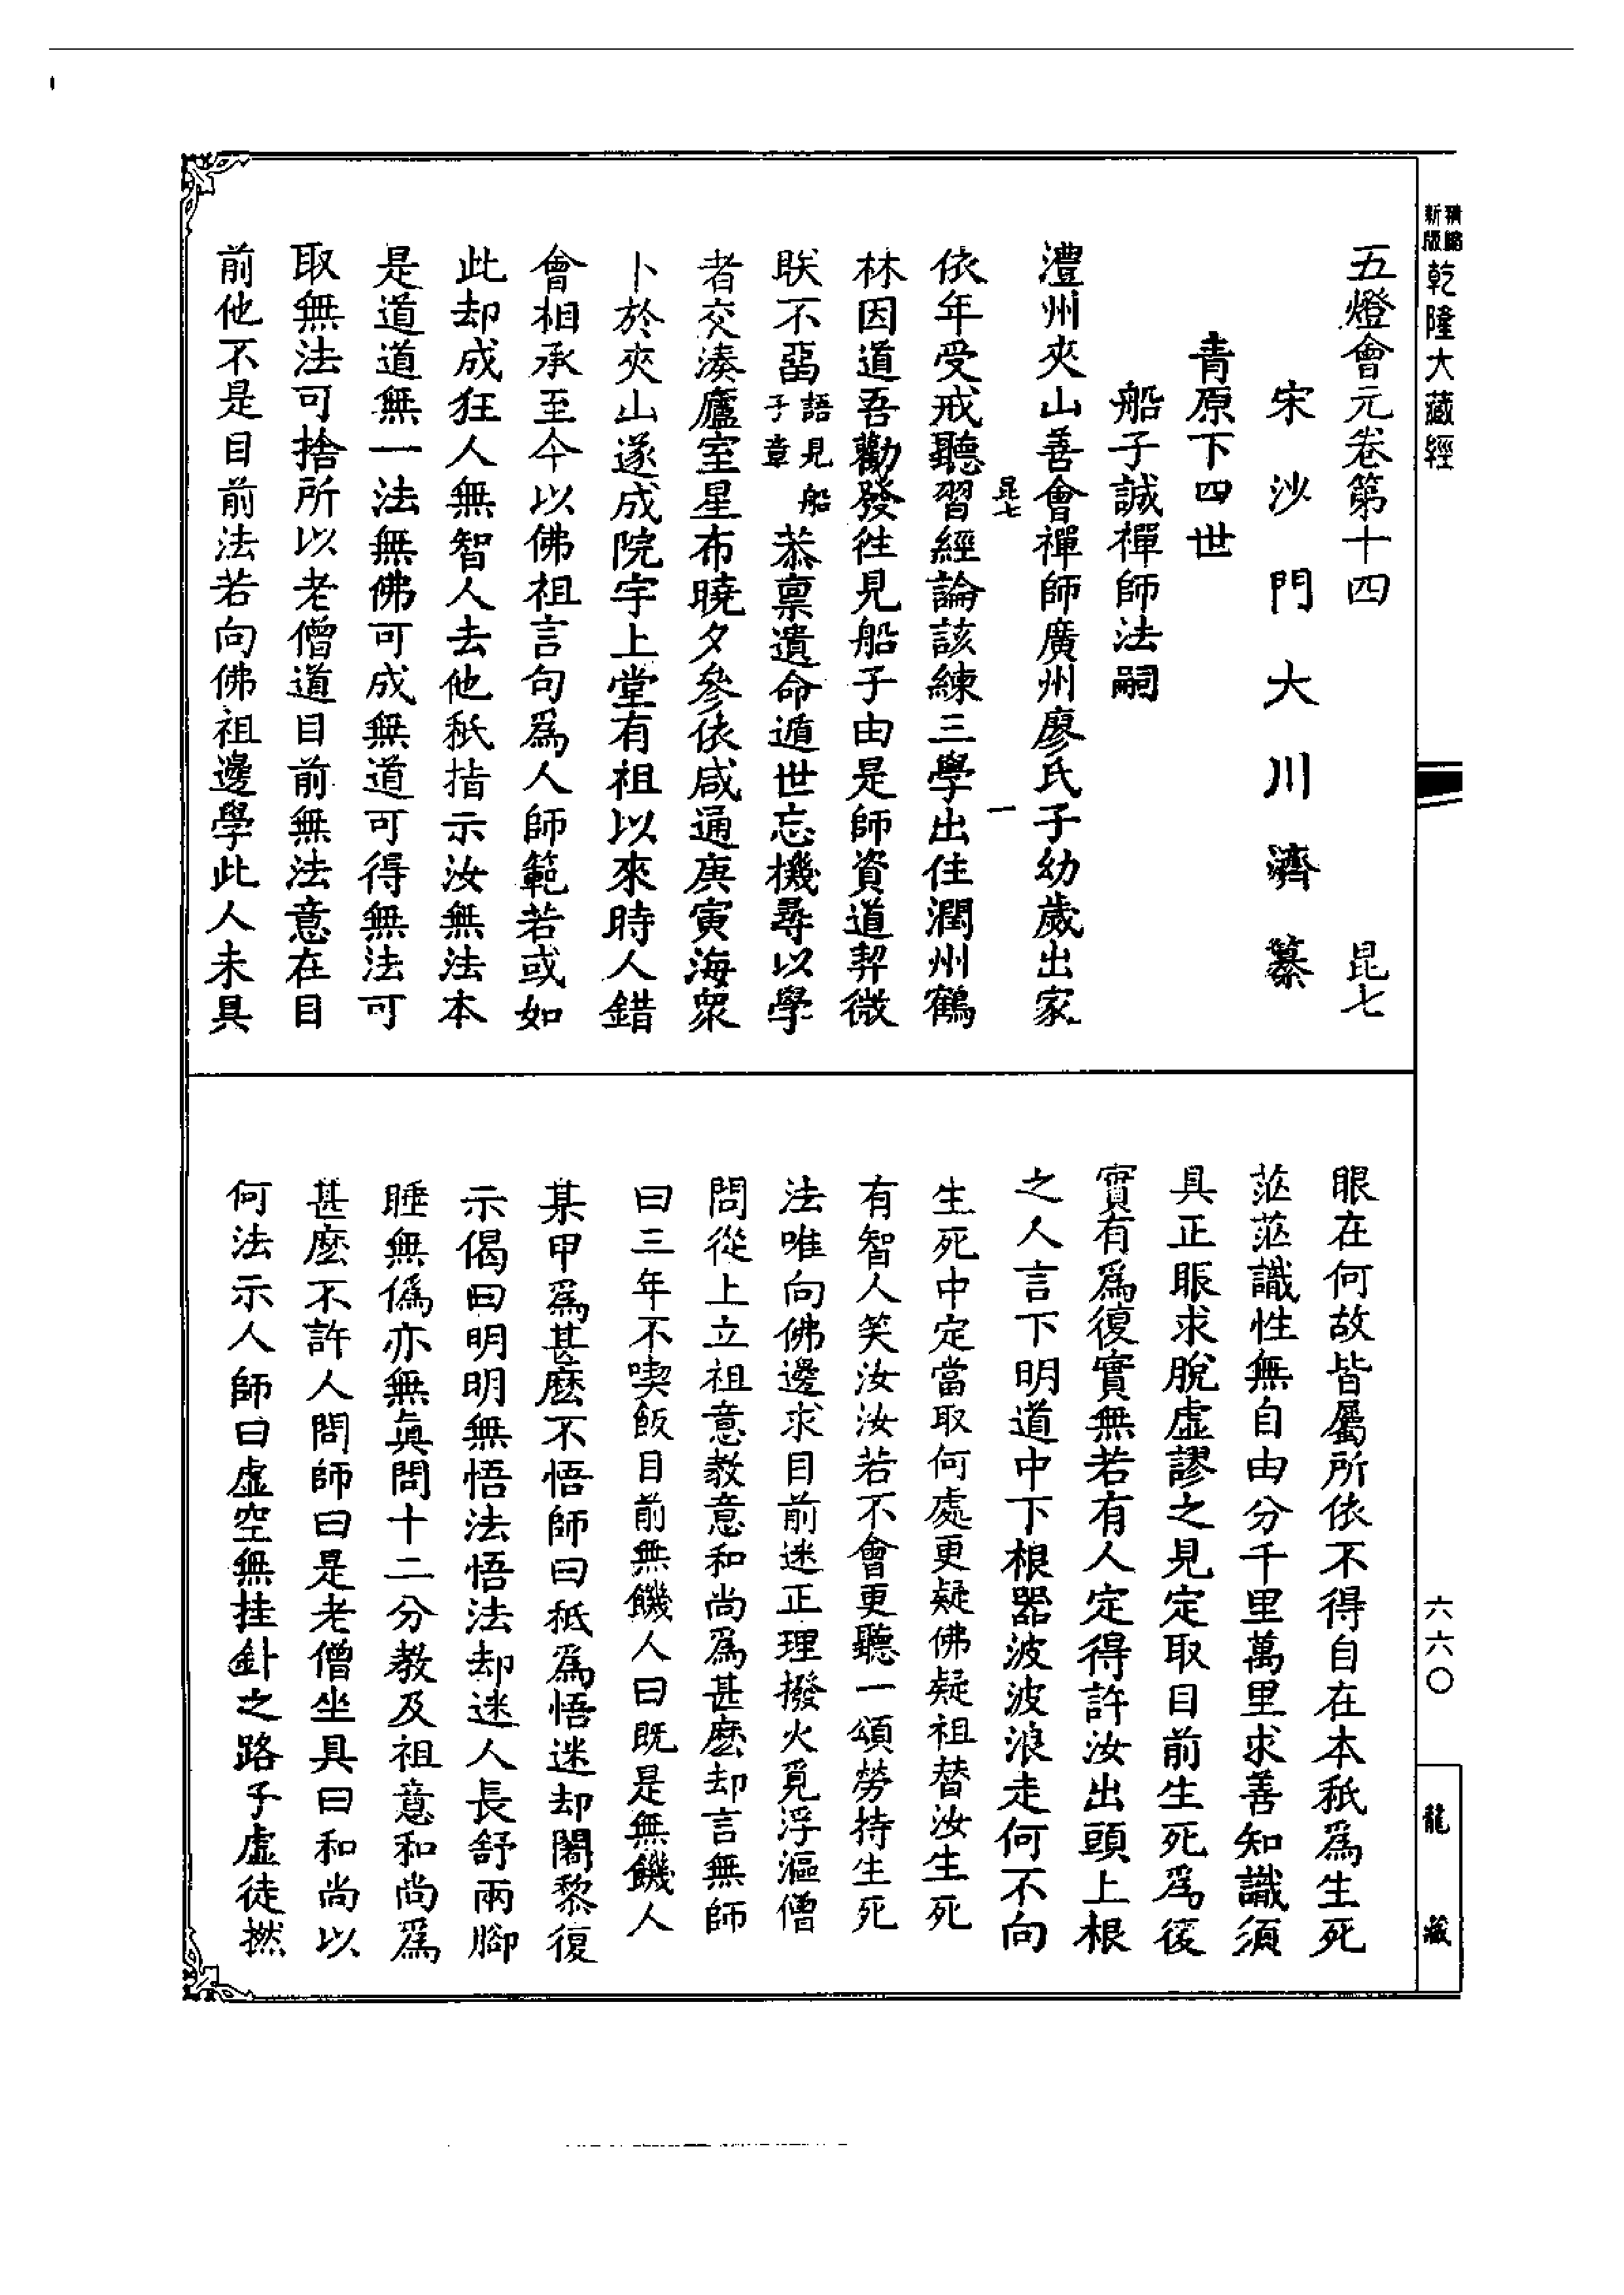 精縮
新版
乾隆大藏經
五燈會元卷第十四　昆七
宋沙門大川濟纂
青原下四世
船子誠禪師法嗣
澧州夾山善會禪師廣州廖氏子幼歲出家
昆七　一
依年受戒聽習經論該練三學出住潤州鶴
林因道吾勸發往見船子由是師資道契微
眹不畱語見船子章恭禀遺命遁世忘機尋以學
者交湊廬室星布曉夕參依咸通庚寅海衆
卜於夾山遂成院宇上堂有祖以來時人錯
會相承至今以佛祖言句爲人師範若或如
此却成狂人無智人去他秖指示汝無法本
是道道無一法無佛可成無道可得無法可
取無法可捨所以老僧道目前無法意在目
前他不是目前法若向佛祖邊學此人未具
眼在何故皆屬所依不得自在本秖爲生死
茫茫識性無自由分千里萬里求善知識須
具正眼求脫虛謬之見定取目前生死爲復
實有爲復實無若有人定得許汝出頭上根
之人言下明道中下根器波波浪走何不向
生死中定當取何處更疑佛疑祖替汝生死
有智人笑汝汝若不會更聽一頌勞持生死
法唯向佛邊求目前迷正理撥火覓浮漚僧
問從上立祖意教意和尚爲甚麽却言無師
曰三年不喫飯目前無饑人曰既是無饑人
某甲爲甚麽不悟師曰秖爲悟迷却闍黎復
示偈曰明明無悟法悟法却迷人長舒兩脚
睡無僞亦無眞問十二分教及祖意和尚爲
甚麽不許人問師曰是老僧坐具曰和尚以
何法示人師曰虛空無挂針之路子虛徒撚
六六〇
龍藏